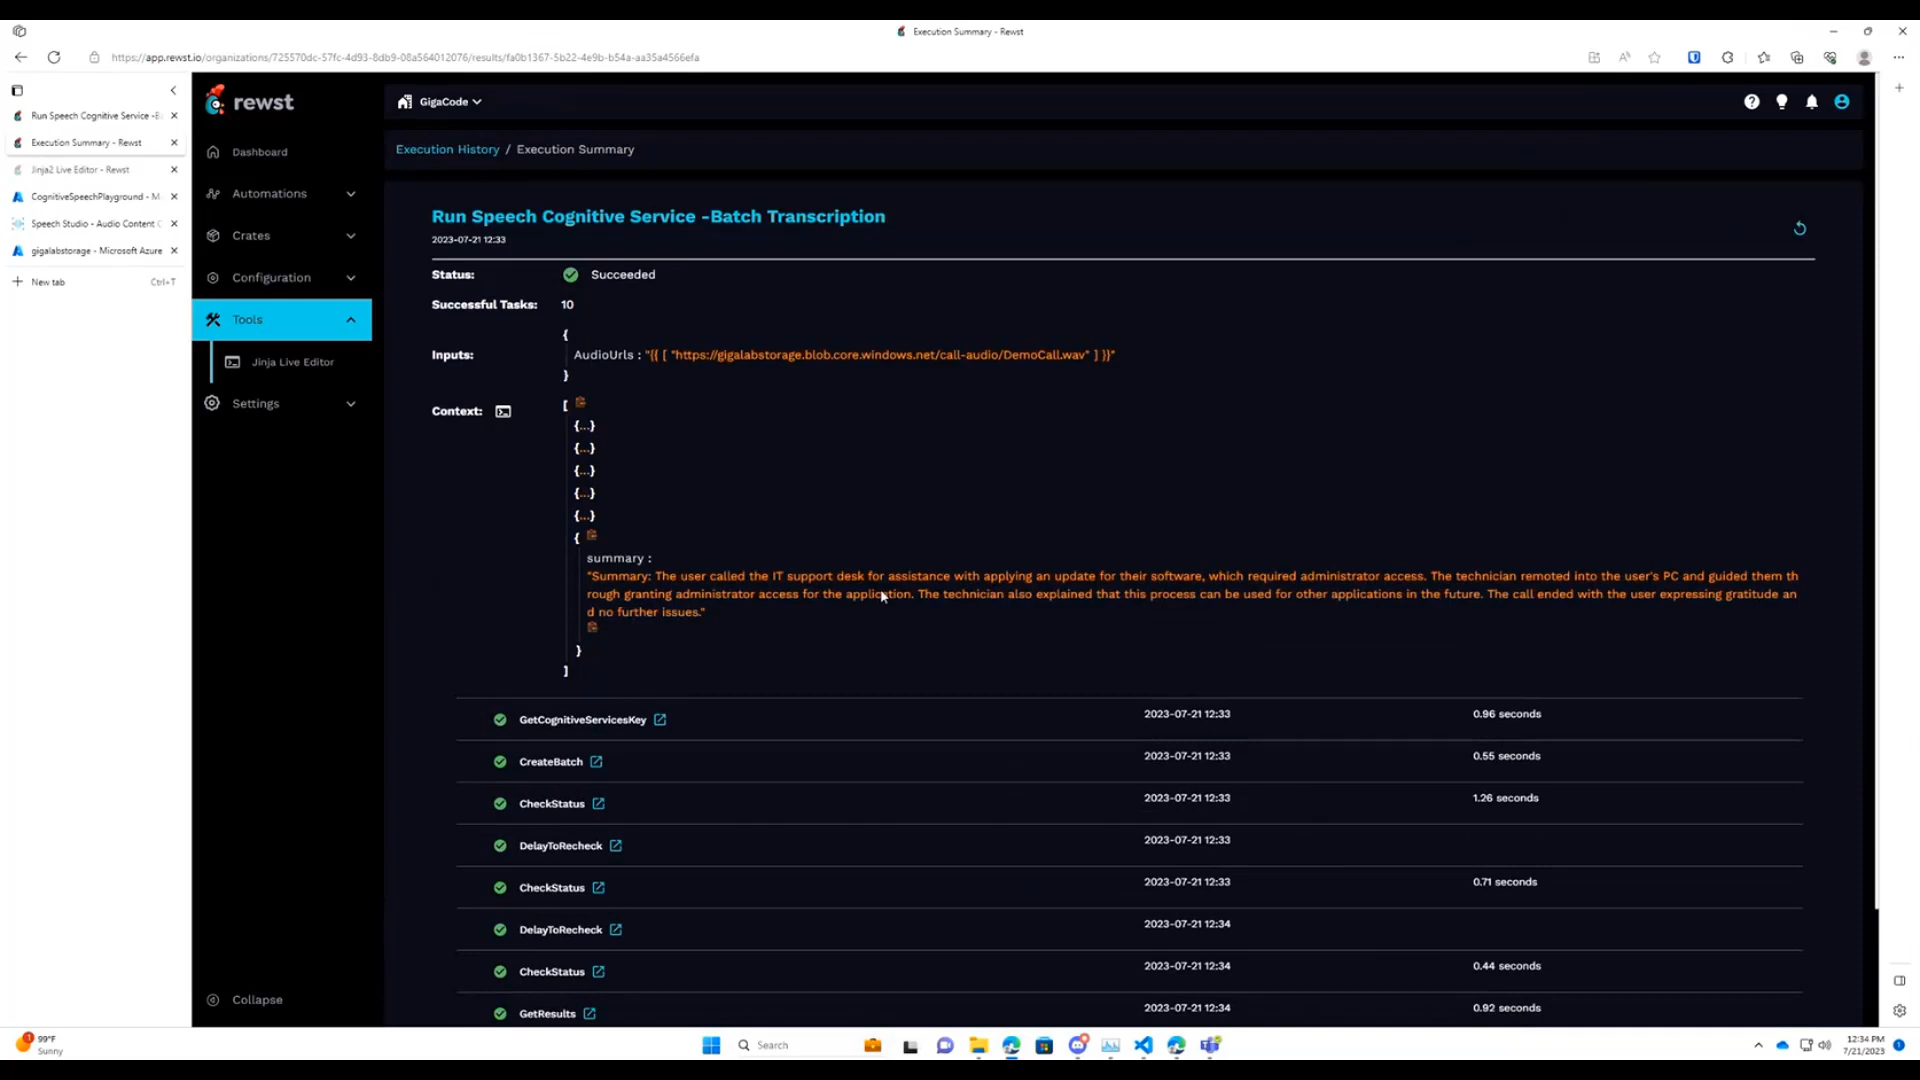 Execution Summary - Rewst
https://app.rewst.io/organizations/725570dc-57fc-4d93-8db9-08a564012076/results/fa0b1367-5b22-4e9b-b54a-aa35a4566efa
Run Speech Cognitive Service -B
Execution Summary - Rewst
Jinja2 Live Editor - Rewst
CognitiveSpeechPlayground - M
Speech Studio - Audio Content C
gigalabstorage - Microsoft Azure
New tab Ctrl+T
rewst
Dashboard
Automations
Crates
Configuration
Tools
Jinja Live Editor
Settings
Collapse
GigaCode
Execution History / Execution Summary
Run Speech Cognitive Service -Batch Transcription
2023-07-21 12:33
Status: Succeeded
Successful Tasks: 10
{
Inputs: AudioUrls : "{{ [ "https://gigalabstorage.blob.core.windows.net/call-audio/DemoCall.wav" ] }}"
}
Context: [
{...}
{...}
{...}
{...}
{...}
{
summary :
"Summary: The user called the IT support desk for assistance with applying an update for their software, which required administrator access. The technician remoted into the user's PC and guided them th
rough granting administrator access for the application. The technician also explained that this process can be used for other applications in the future. The call ended with the user expressing gratitude an
d no further issues."
}
]
GetCognitiveServicesKey 2023-07-21 12:33 0.96 seconds
CreateBatch 2023-07-21 12:33 0.55 seconds
CheckStatus 2023-07-21 12:33 1.26 seconds
DelayToRecheck 2023-07-21 12:33
CheckStatus 2023-07-21 12:33 0.71 seconds
DelayToRecheck 2023-07-21 12:34
CheckStatus 2023-07-21 12:34 0.44 seconds
GetResults 2023-07-21 12:34 0.92 seconds
99°F
Sunny
Search
12:34 PM
7/21/2023